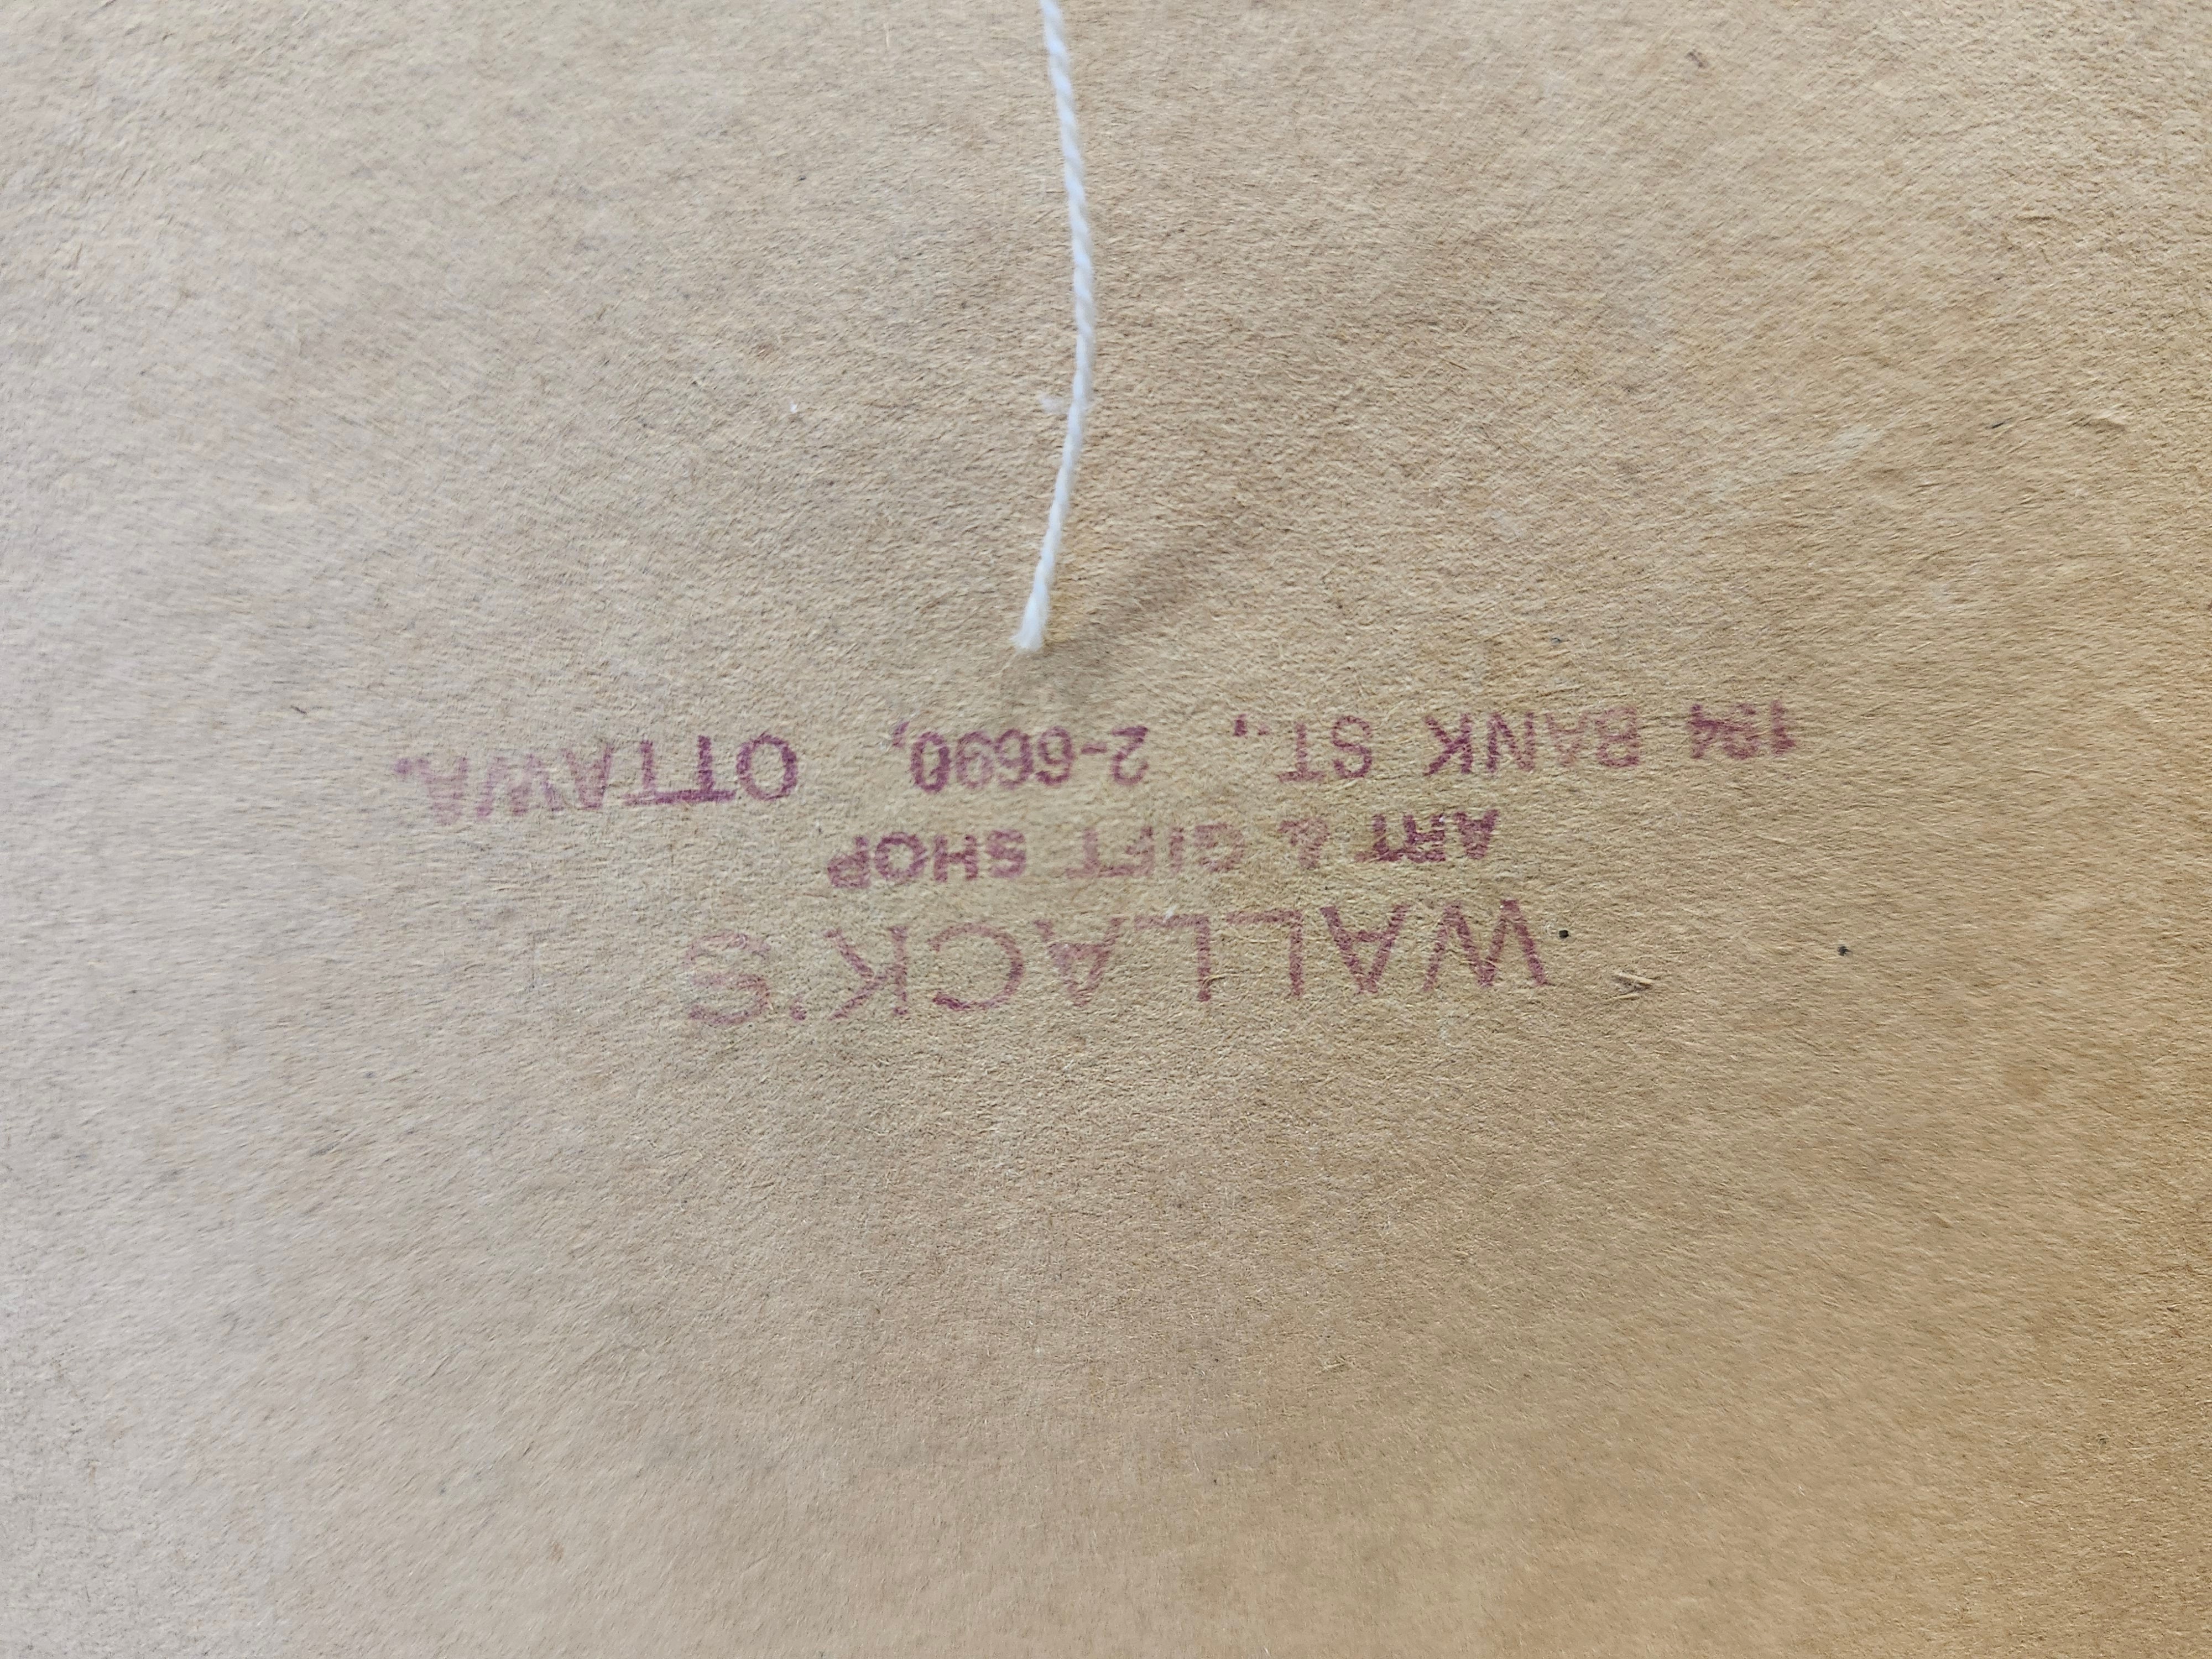 WALLACK'S
ART & GIFT SHOP
194 BANK ST., 2-6690, OTTAWA.